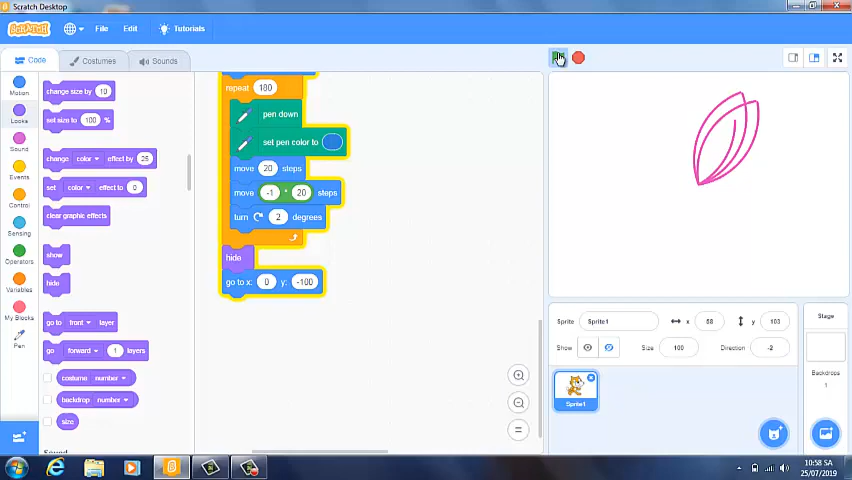 Scratch Desktop
SCRATCH
File
Edit
Tutorials
Code
Costumes
Sounds
Motion
Looks
Sound
Events
Control
Sensing
Operators
Variables
My Blocks
Pen
change size by 10
set size to 100 %
change color effect by 25
set color effect to 0
clear graphic effects
show
hide
go to front layer
go forward 1 layers
costume number
backdrop number
size
Sound
repeat 180
pen down
set pen color to
move 20 steps
move -1 * 20 steps
turn 2 degrees
hide
go to x: 0 y: -100
Sprite
Sprite1
x 58
y 103
Show
Size 100
Direction -2
Sprite1
Stage
Backdrops
1
10:58 SA
25/07/2019